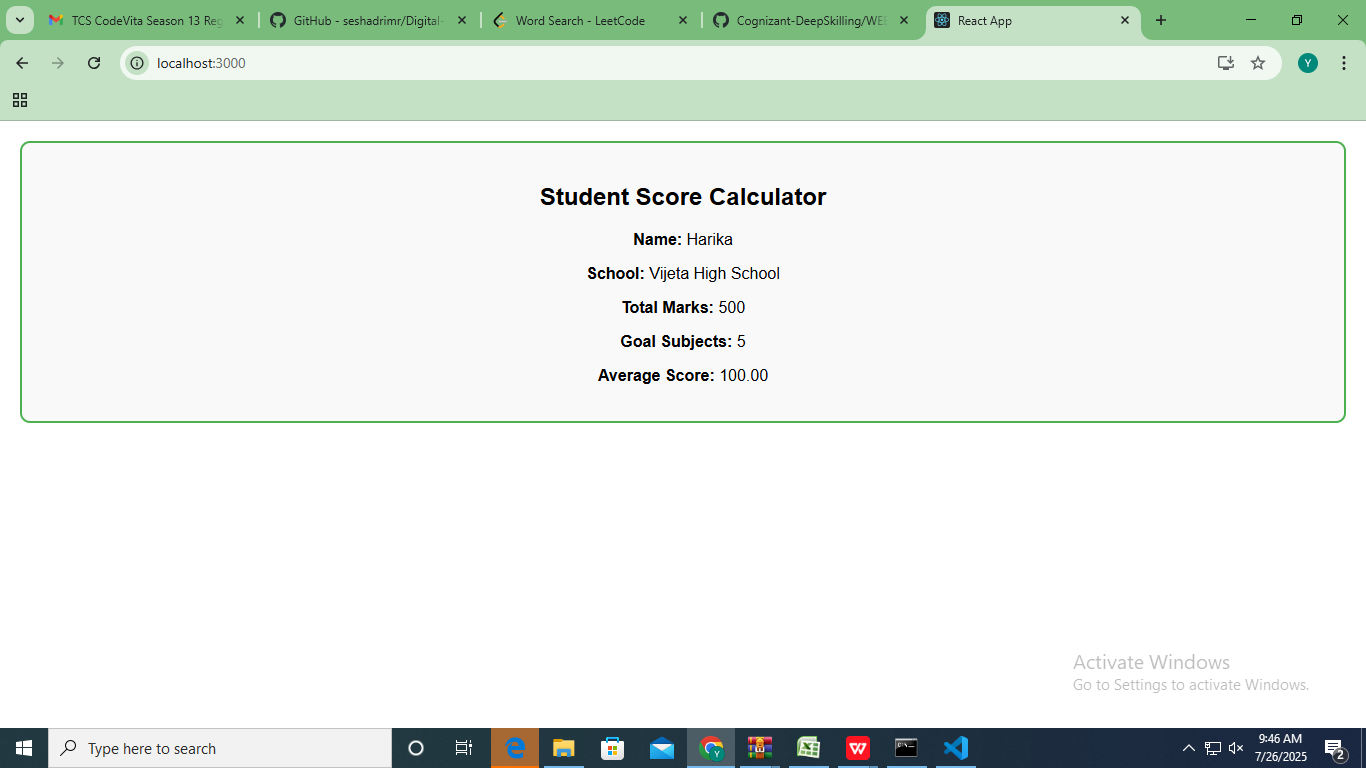 TCS CodeVita Season 13 Reg
GitHub - seshadrimr/Digital-
Word Search - LeetCode
Cognizant-DeepSkilling/WEE
React App
localhost:3000
Y
Student Score Calculator
Name: Harika
School: Vijeta High School
Total Marks: 500
Goal Subjects: 5
Average Score: 100.00
Activate Windows
Go to Settings to activate Windows.
Type here to search
9:46 AM
7/26/2025
2